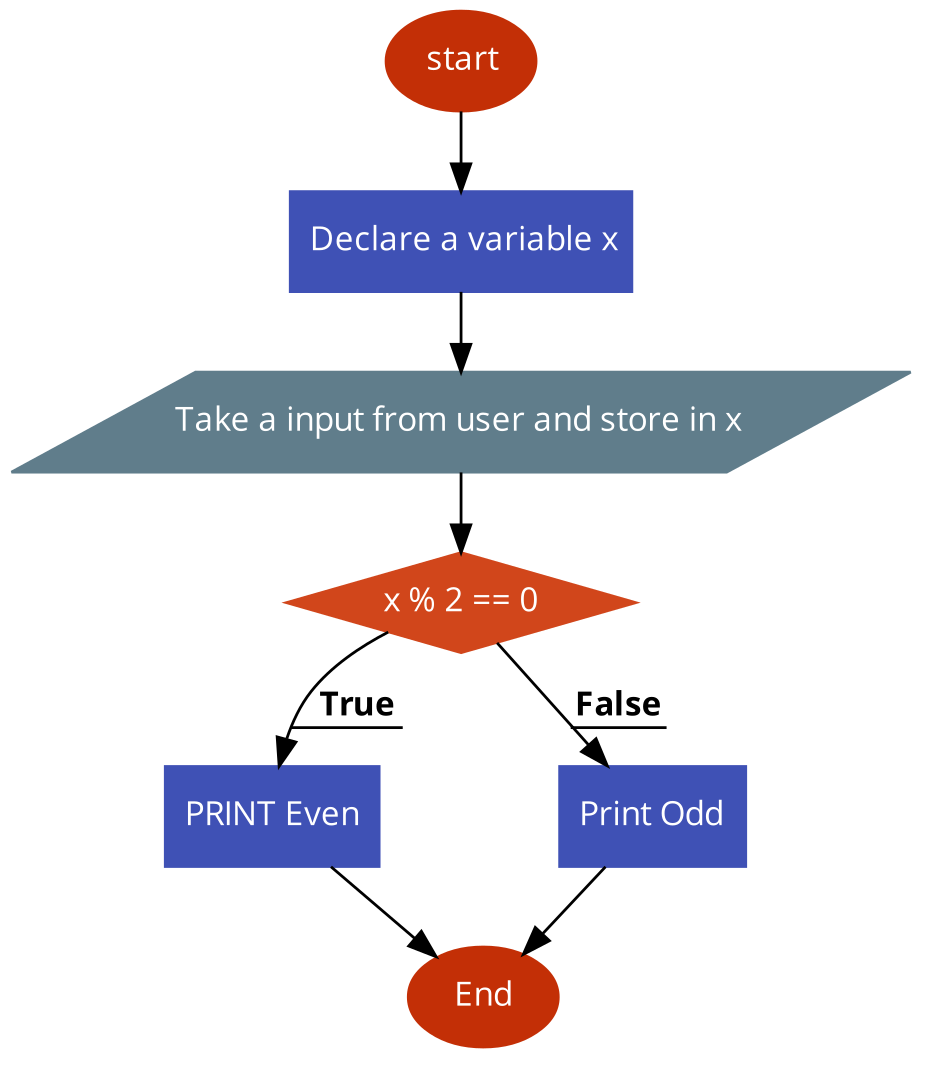 start
Declare a variable x
Take a input from user and store in x
x % 2 == 0
True
False
PRINT Even
Print Odd
End